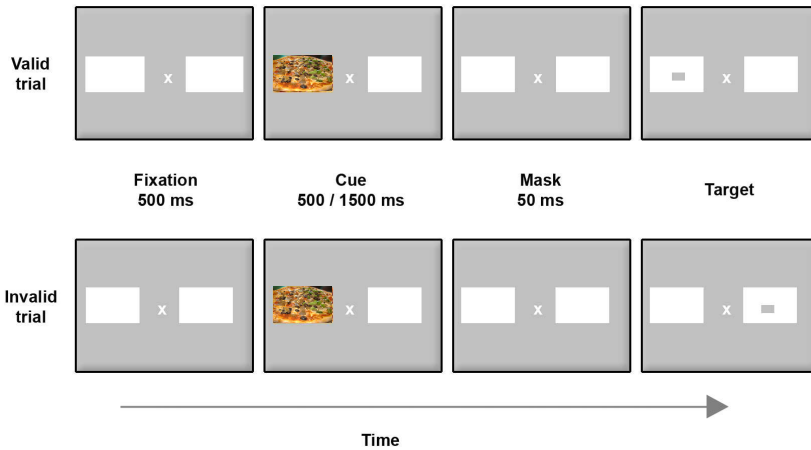 Valid
trial
x
x
x
x
Fixation
500 ms
Cue
500 / 1500 ms
Mask
50 ms
Target
Invalid
trial
x
x
x
x
Time